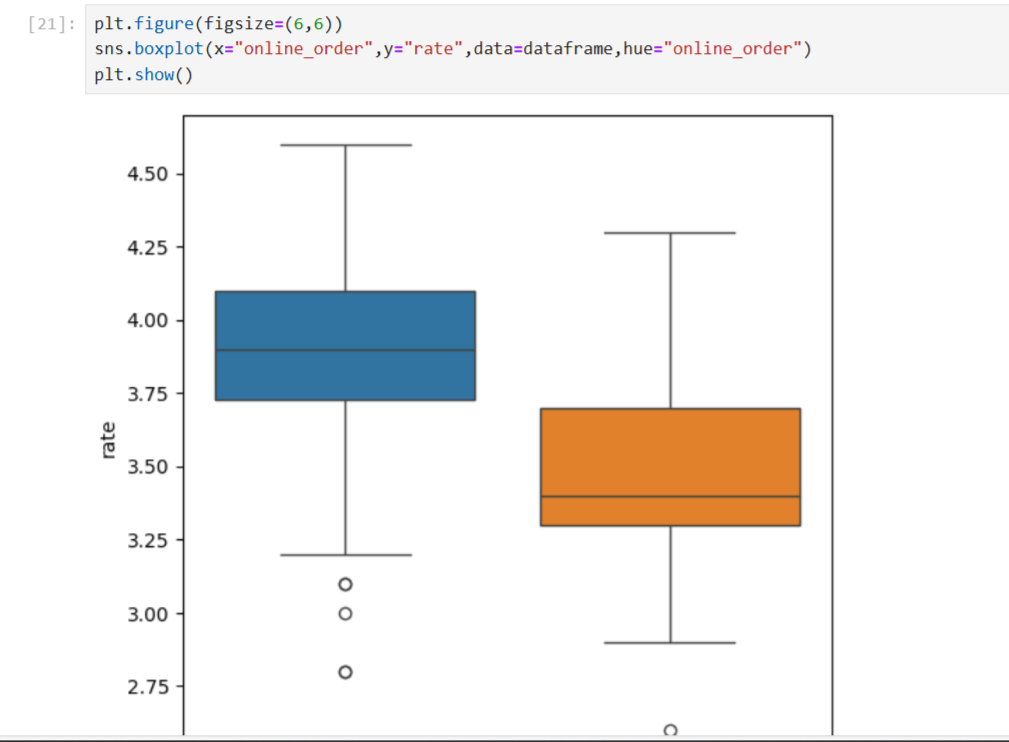 [21]: plt.figure(figsize=(6,6))
sns.boxplot(x="online_order",y="rate",data=dataframe,hue="online_order")
plt.show()
4.50
4.25
4.00
3.75
3.50
3.25
3.00
2.75
rate